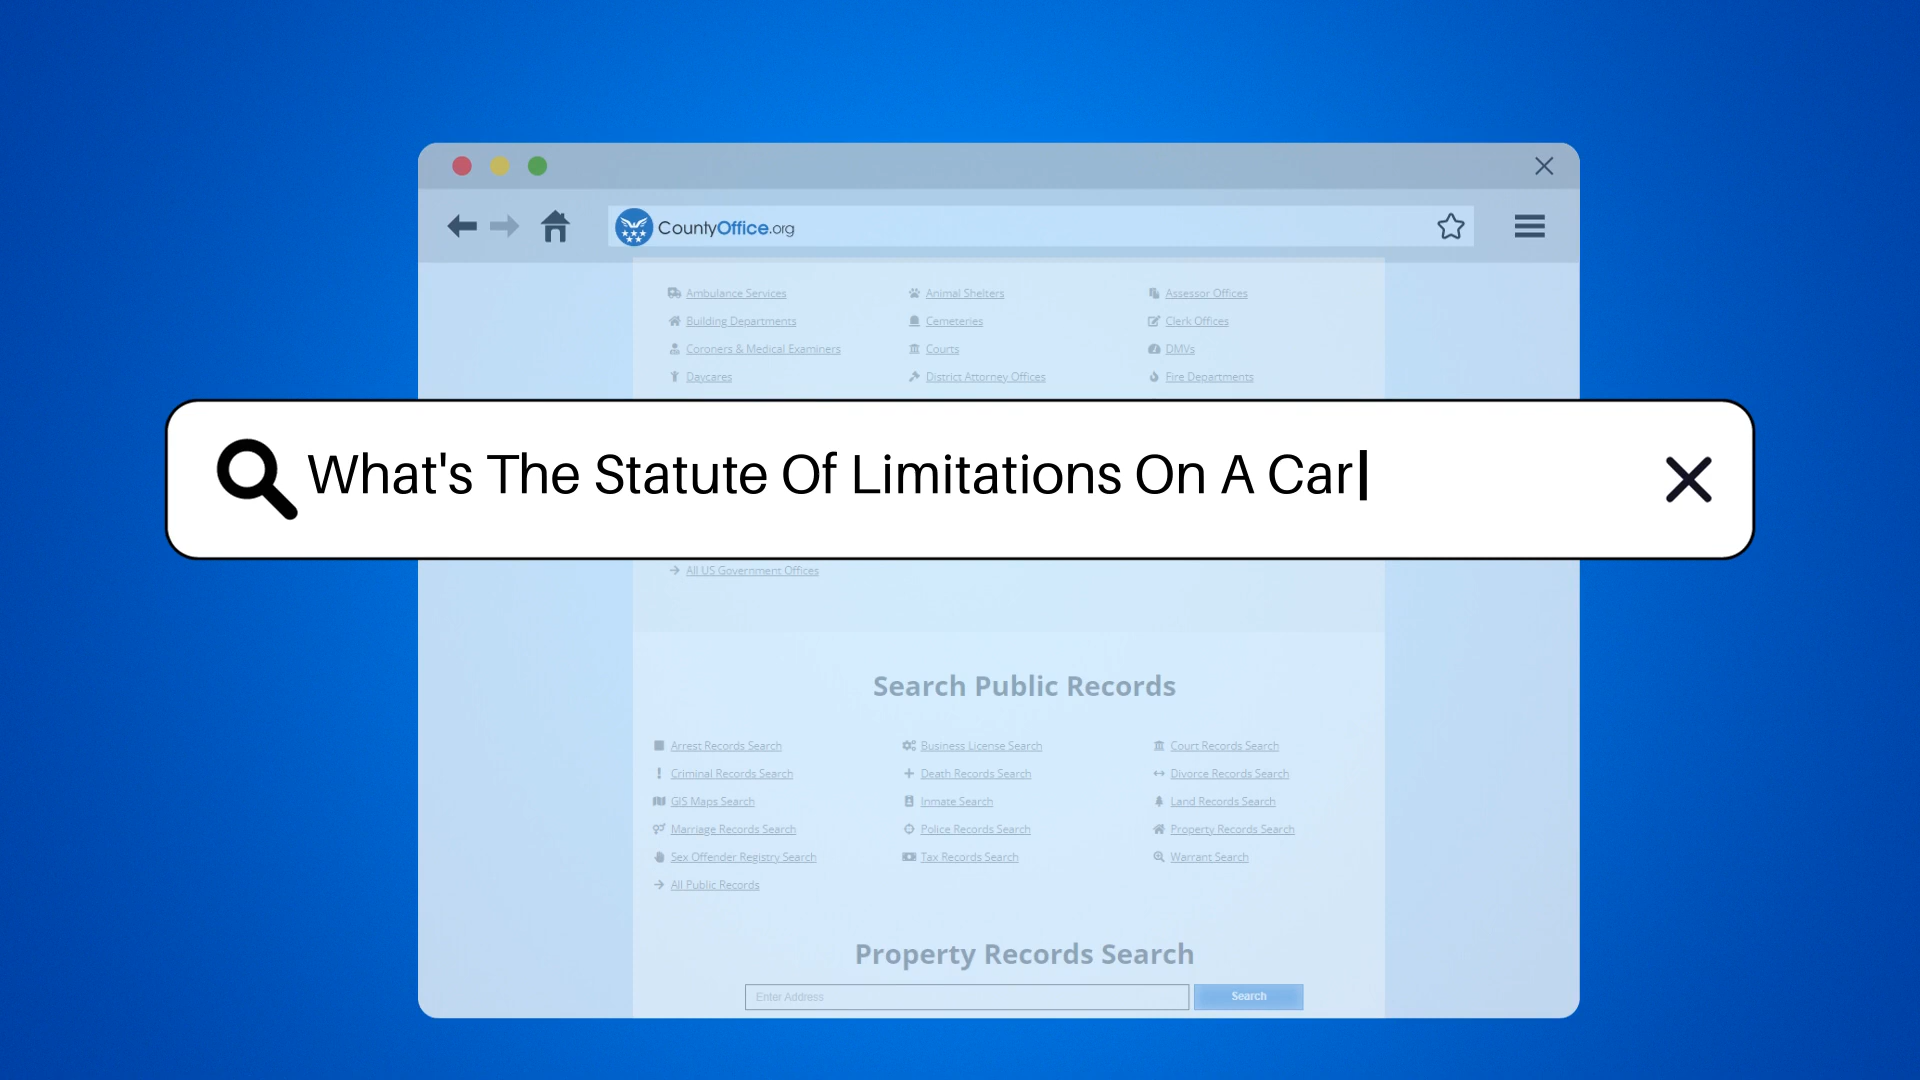 CountyOffice.org
Ambulance Services Animal Shelters Assessor Offices
Building Departments Cemeteries Clerk Offices
Coroners & Medical Examiners Courts DMVs
Daycares District Attorney Offices Fire Departments
What's The Statute Of Limitations On A Car
All US Government Offices
Search Public Records
Arrest Records Search Business License Search Court Records Search
Criminal Records Search Death Records Search Divorce Records Search
GIS Maps Search Inmate Search Land Records Search
Marriage Records Search Police Records Search Property Records Search
Sex Offender Registry Search Tax Records Search Warrant Search
All Public Records
Property Records Search
Enter Address Search